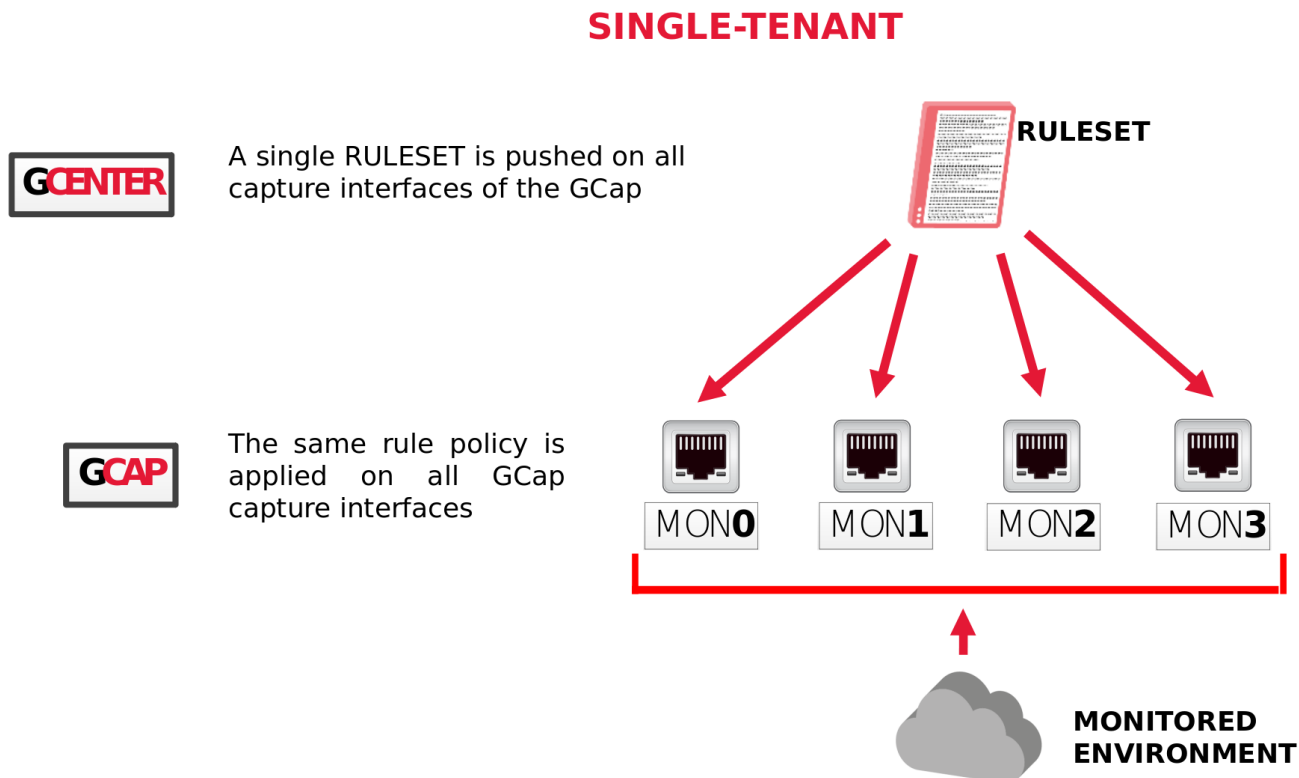 SINGLE-TENANT
RULESET
GCENTER
A single RULESET is pushed on all
capture interfaces of the GCap
GCAP
The same rule policy is
applied on all GCap
capture interfaces
MON0
MON1
MON2
MON3
MONITORED
ENVIRONMENT